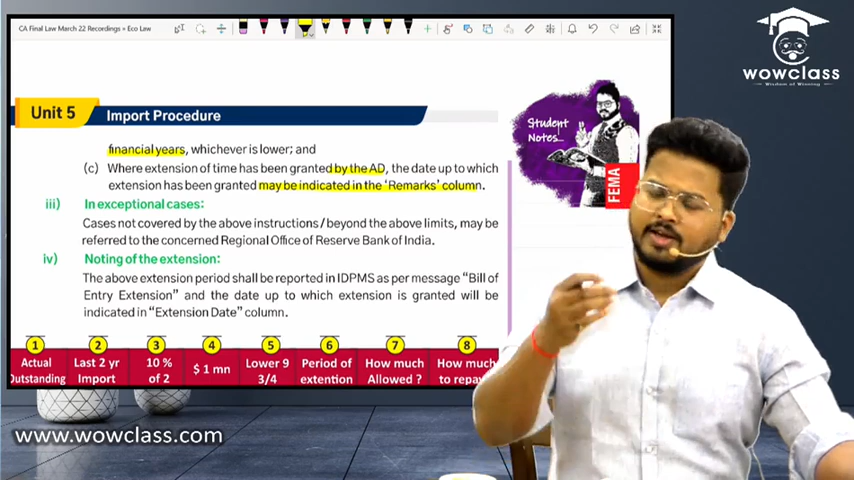 CA Final Law March 22 Recordings » Eco Law
wowclass
Wisdom of Winning
Unit 5
Import Procedure
Student
Notes...
FEMA
financial years, whichever is lower; and
(c) Where extension of time has been granted by the AD, the date up to which
extension has been granted may be indicated in the 'Remarks' column.
iii) In exceptional cases:
Cases not covered by the above instructions / beyond the above limits, may be
referred to the concerned Regional Office of Reserve Bank of India.
iv) Noting of the extension:
The above extension period shall be reported in IDPMS as per message "Bill of
Entry Extension" and the date up to which extension is granted will be
indicated in "Extension Date" column.
1 2 3 4 5 6 7 8
Actual Last 2 yr 10 % $ 1 mn Lower 9 Period of How much How much
Outstanding Import of 2 3/4 extention Allowed ? to repay
www.wowclass.com